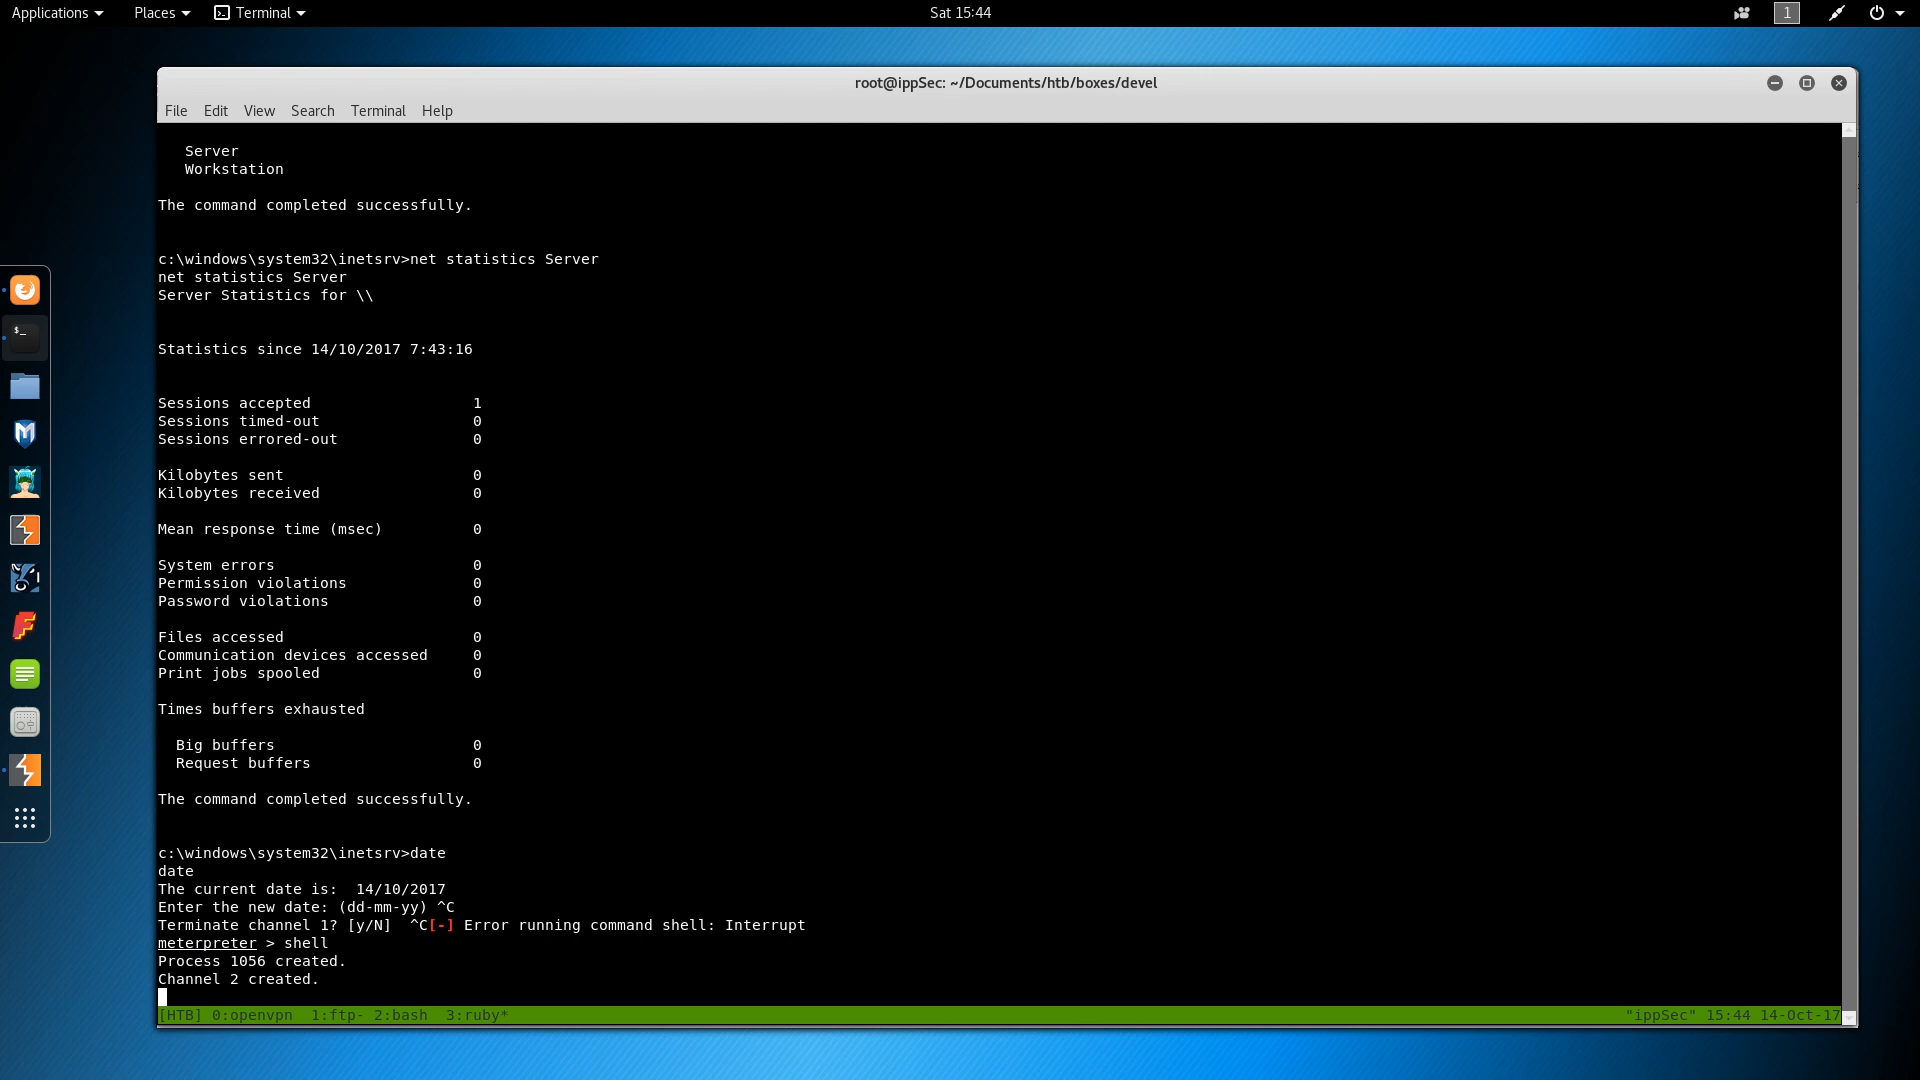 Applications Places Terminal Sat 15:44 1
root@ippSec: ~/Documents/htb/boxes/devel
File Edit View Search Terminal Help
Server
Workstation
The command completed successfully.
c:\windows\system32\inetsrv>net statistics Server
net statistics Server
Server Statistics for \\
Statistics since 14/10/2017 7:43:16
Sessions accepted 1
Sessions timed-out 0
Sessions errored-out 0
Kilobytes sent 0
Kilobytes received 0
Mean response time (msec) 0
System errors 0
Permission violations 0
Password violations 0
Files accessed 0
Communication devices accessed 0
Print jobs spooled 0
Times buffers exhausted
Big buffers 0
Request buffers 0
The command completed successfully.
c:\windows\system32\inetsrv>date
date
The current date is:  14/10/2017
Enter the new date: (dd-mm-yy) ^C
Terminate channel 1? [y/N]  ^C[-] Error running command shell: Interrupt
meterpreter > shell
Process 1056 created.
Channel 2 created.
[HTB] 0:openvpn  1:ftp- 2:bash  3:ruby* "ippSec" 15:44 14-Oct-17